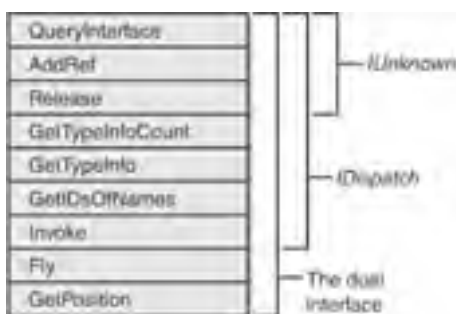 QueryInterface
AddRef
Release
GetTypeInfoCount
GetTypeInfo
GetIDsOfNames
Invoke
Fly
GetPosition
IUnknown
IDispatch
The dual
interface